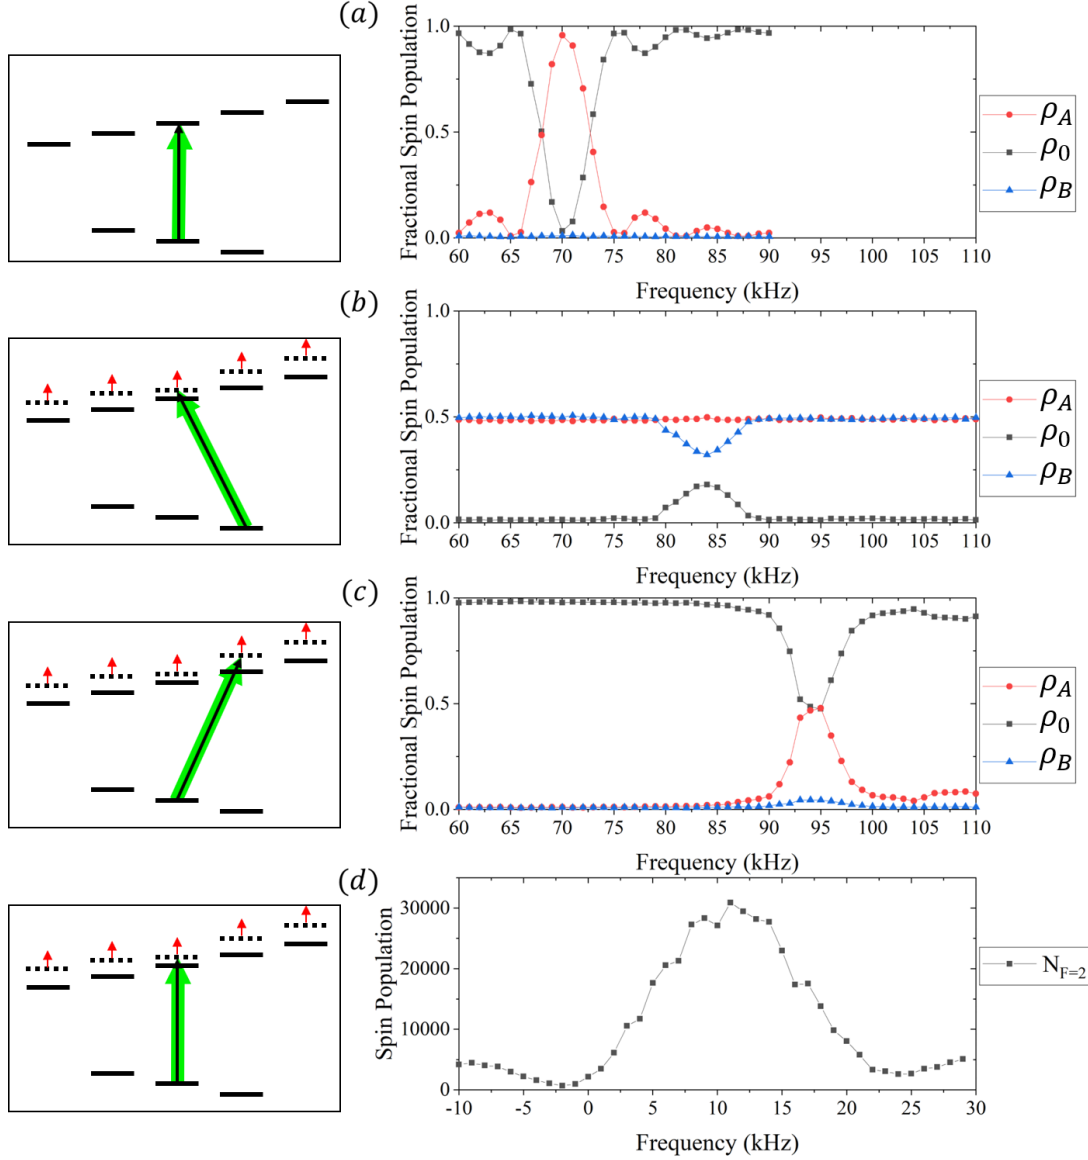 (a)
Fractional Spin Population
1.0
0.5
0.0
60 65 70 75 80 85 90 95 100 105 110
Frequency (kHz)
ρA
ρ0
ρB
(b)
Fractional Spin Population
1.0
0.5
0.0
60 65 70 75 80 85 90 95 100 105 110
Frequency (kHz)
ρA
ρ0
ρB
(c)
Fractional Spin Population
1.0
0.5
0.0
60 65 70 75 80 85 90 95 100 105 110
Frequency (kHz)
ρA
ρ0
ρB
(d)
Spin Population
30000
20000
10000
0
-10 -5 0 5 10 15 20 25 30
Frequency (kHz)
NF=2